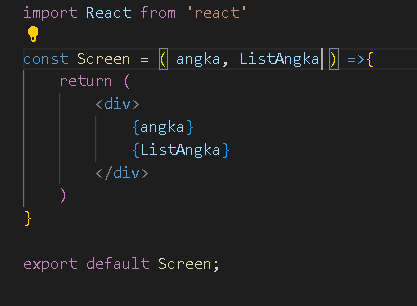 import React from 'react'
const Screen = ( angka, ListAngka ) =>{
return (
<div>
{angka}
{ListAngka}
</div>
)
}
export default Screen;